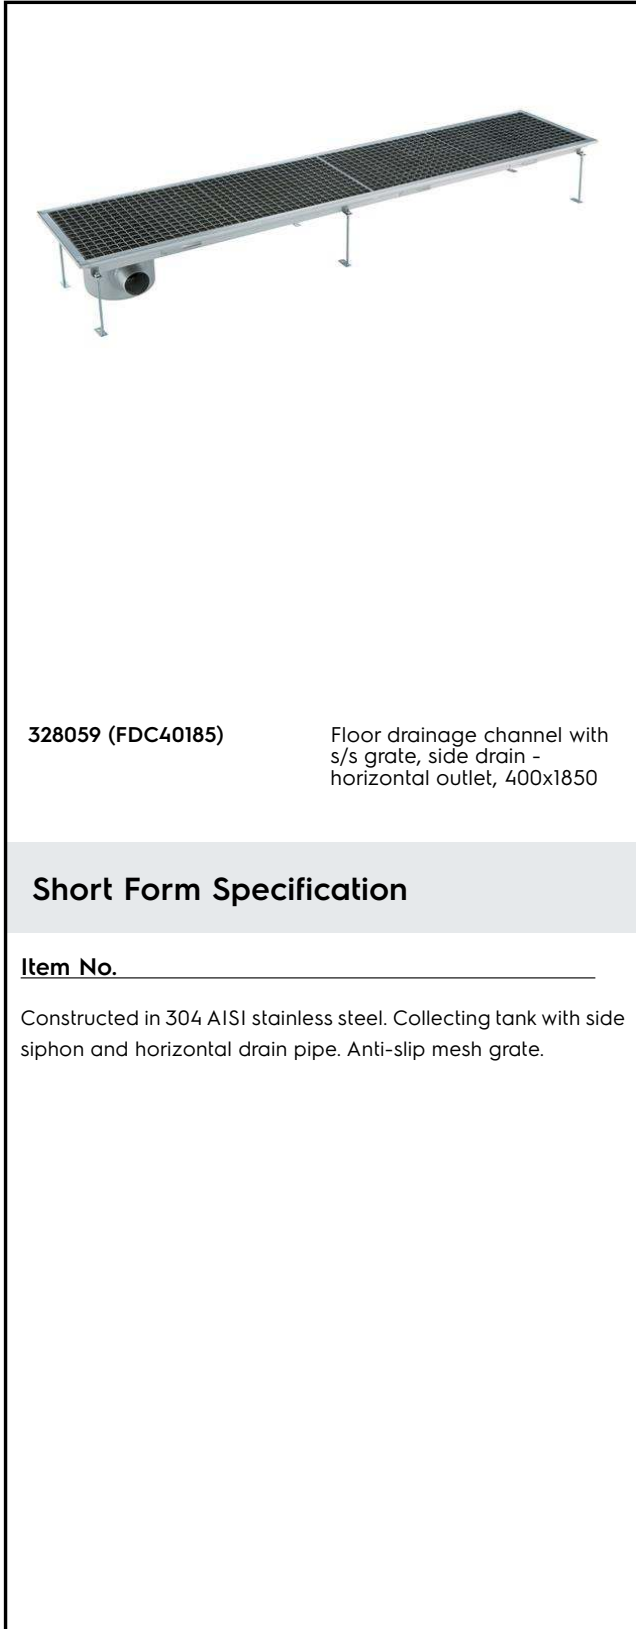 328059 (FDC40185)
Floor drainage channel with
s/s grate, side drain -
horizontal outlet, 400x1850
Short Form Specification
Item No.
Constructed in 304 AISI stainless steel. Collecting tank with side
siphon and horizontal drain pipe. Anti-slip mesh grate.